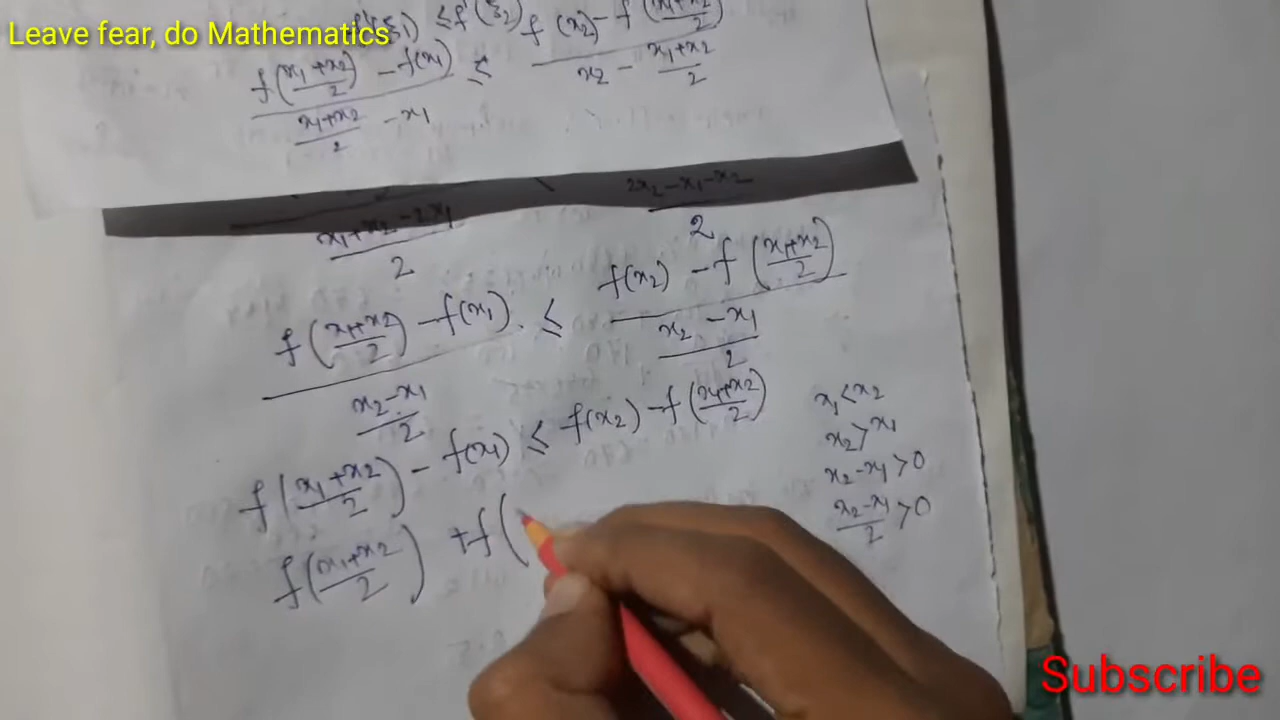 Leave fear, do Mathematics
f'(ξ1) ≤ f'(ξ2)
(f((x1+x2)/2) - f(x1)) / ((x1+x2)/2 - x1) ≤ (f(x2) - f((x1+x2)/2)) / (x2 - (x1+x2)/2)
(x1+x2-2x1)/2 (2x2-x1-x2)/2
(f((x1+x2)/2) - f(x1)) / ((x2-x1)/2) ≤ (f(x2) - f((x1+x2)/2)) / ((x2-x1)/2)
f((x1+x2)/2) - f(x1) ≤ f(x2) - f((x1+x2)/2)
f((x1+x2)/2) + f(
x1 < x2
x2 > x1
x2-x1 > 0
(x2-x1)/2 > 0
Subscribe